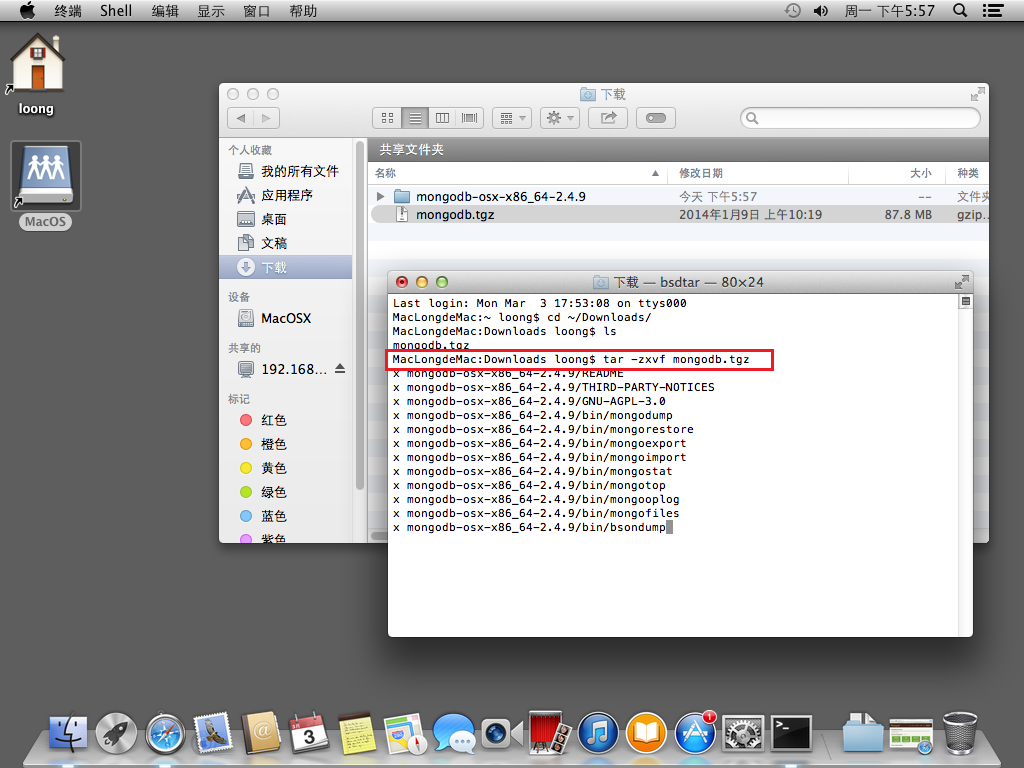 终端 Shell 编辑 显示 窗口 帮助 周一 下午5:57
loong
MacOS
下载
个人收藏
我的所有文件
应用程序
桌面
文稿
下载
设备
MacOSX
共享的
192.168...
标记
红色
橙色
黄色
绿色
蓝色
紫色
共享文件夹
名称 修改日期 大小 种类
mongodb-osx-x86_64-2.4.9 今天 下午5:57 -- 文件夹
mongodb.tgz 2014年1月9日 上午10:19 87.8 MB gzip...
下载 — bsdtar — 80×24
Last login: Mon Mar  3 17:53:08 on ttys000
MacLongdeMac:~ loong$ cd ~/Downloads/
MacLongdeMac:Downloads loong$ ls
mongodb.tgz
MacLongdeMac:Downloads loong$ tar -zxvf mongodb.tgz
x mongodb-osx-x86_64-2.4.9/README
x mongodb-osx-x86_64-2.4.9/THIRD-PARTY-NOTICES
x mongodb-osx-x86_64-2.4.9/GNU-AGPL-3.0
x mongodb-osx-x86_64-2.4.9/bin/mongodump
x mongodb-osx-x86_64-2.4.9/bin/mongorestore
x mongodb-osx-x86_64-2.4.9/bin/mongoexport
x mongodb-osx-x86_64-2.4.9/bin/mongoimport
x mongodb-osx-x86_64-2.4.9/bin/mongostat
x mongodb-osx-x86_64-2.4.9/bin/mongotop
x mongodb-osx-x86_64-2.4.9/bin/mongooplog
x mongodb-osx-x86_64-2.4.9/bin/mongofiles
x mongodb-osx-x86_64-2.4.9/bin/bsondump
3
1